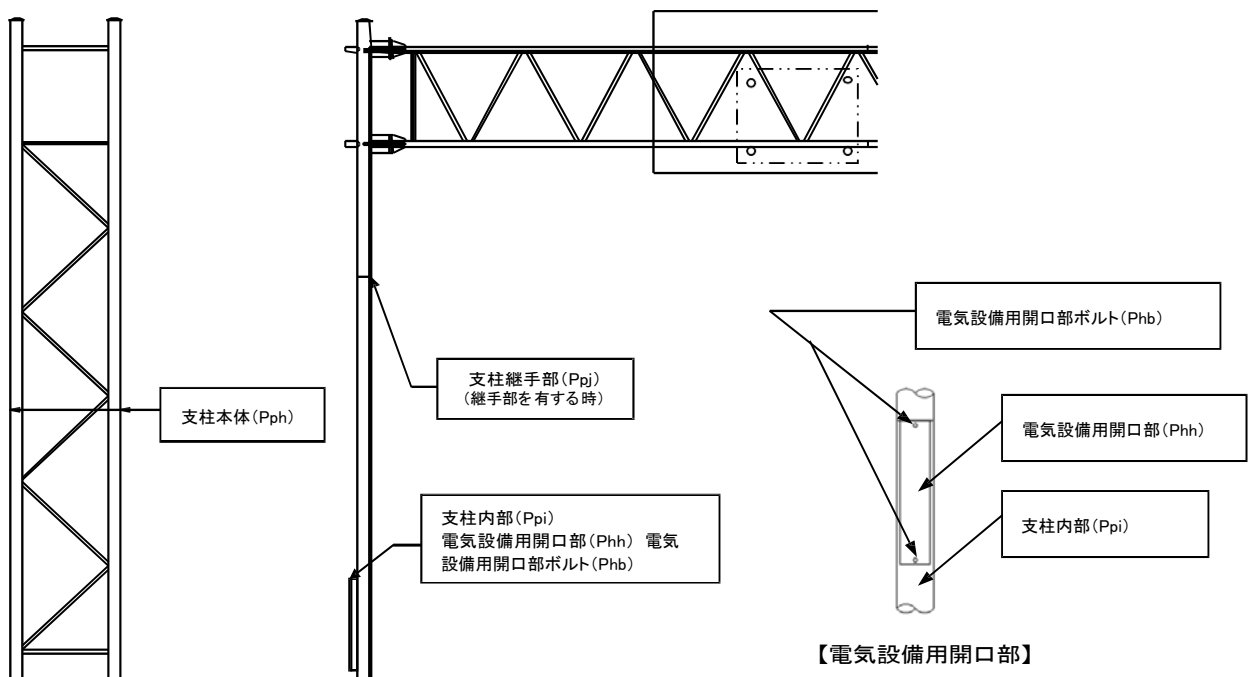 電気設備用開口部ボルト(Phb)
支柱継手部(Ppj)
(継手部を有する時)
支柱本体(Pph)
電気設備用開口部(Phh)
支柱内部(Ppi)
電気設備用開口部(Phh) 電気
設備用開口部ボルト(Phb)
支柱内部(Ppi)
【電気設備用開口部】